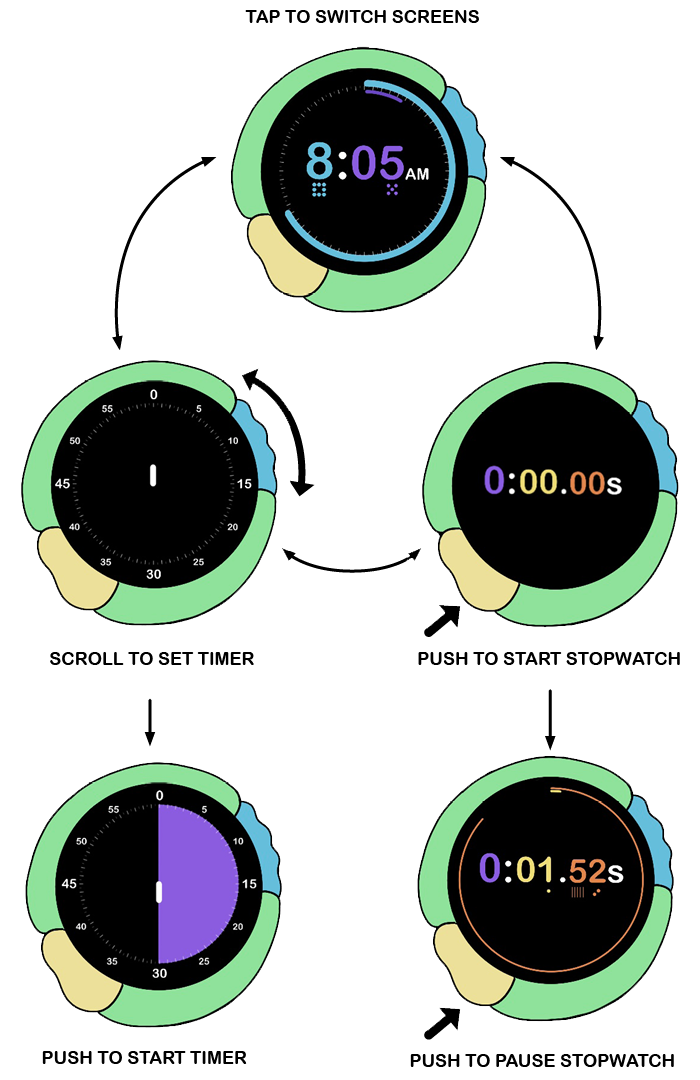 TAP TO SWITCH SCREENS
8:05AM
0
55 5
50 10
45 15
40 20
35 25
30
0:00.00s
SCROLL TO SET TIMER
PUSH TO START STOPWATCH
0
55 5
50 10
45 15
40 20
35 25
30
0:01.52s
PUSH TO START TIMER
PUSH TO PAUSE STOPWATCH